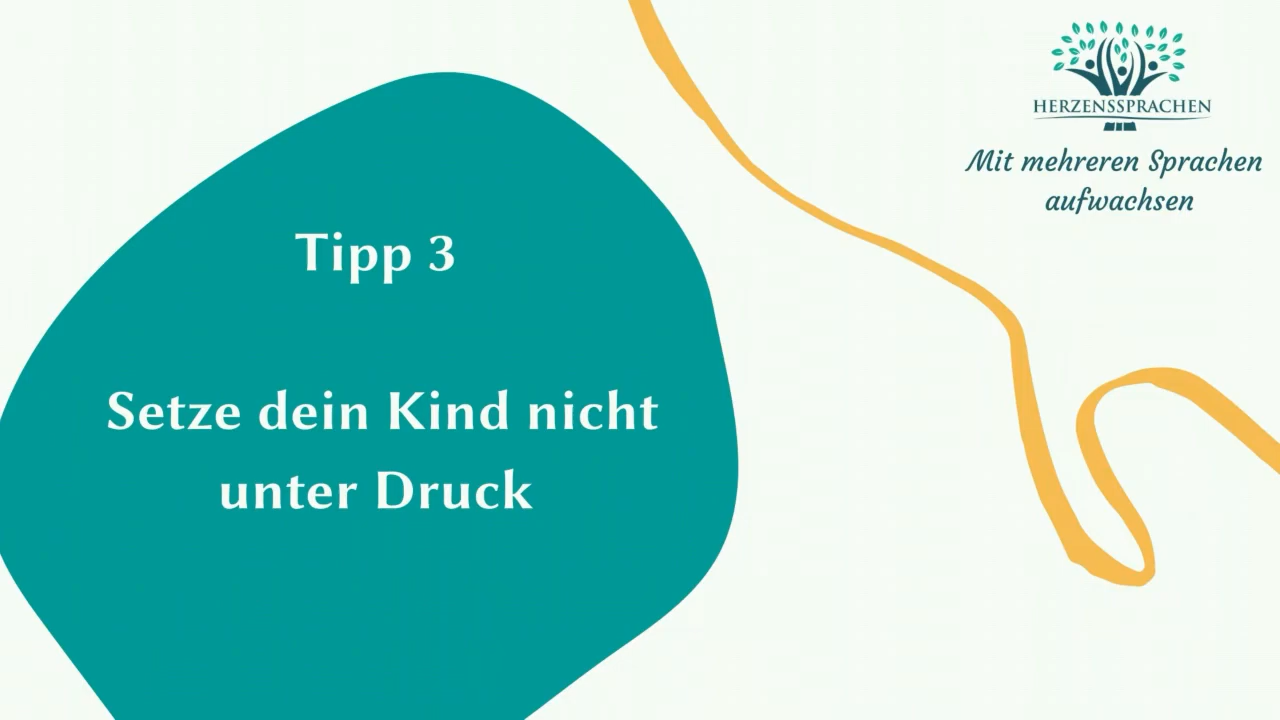 HERZENSSPRACHEN
Mit mehreren Sprachen
aufwachsen
Tipp 3
Setze dein Kind nicht
unter Druck